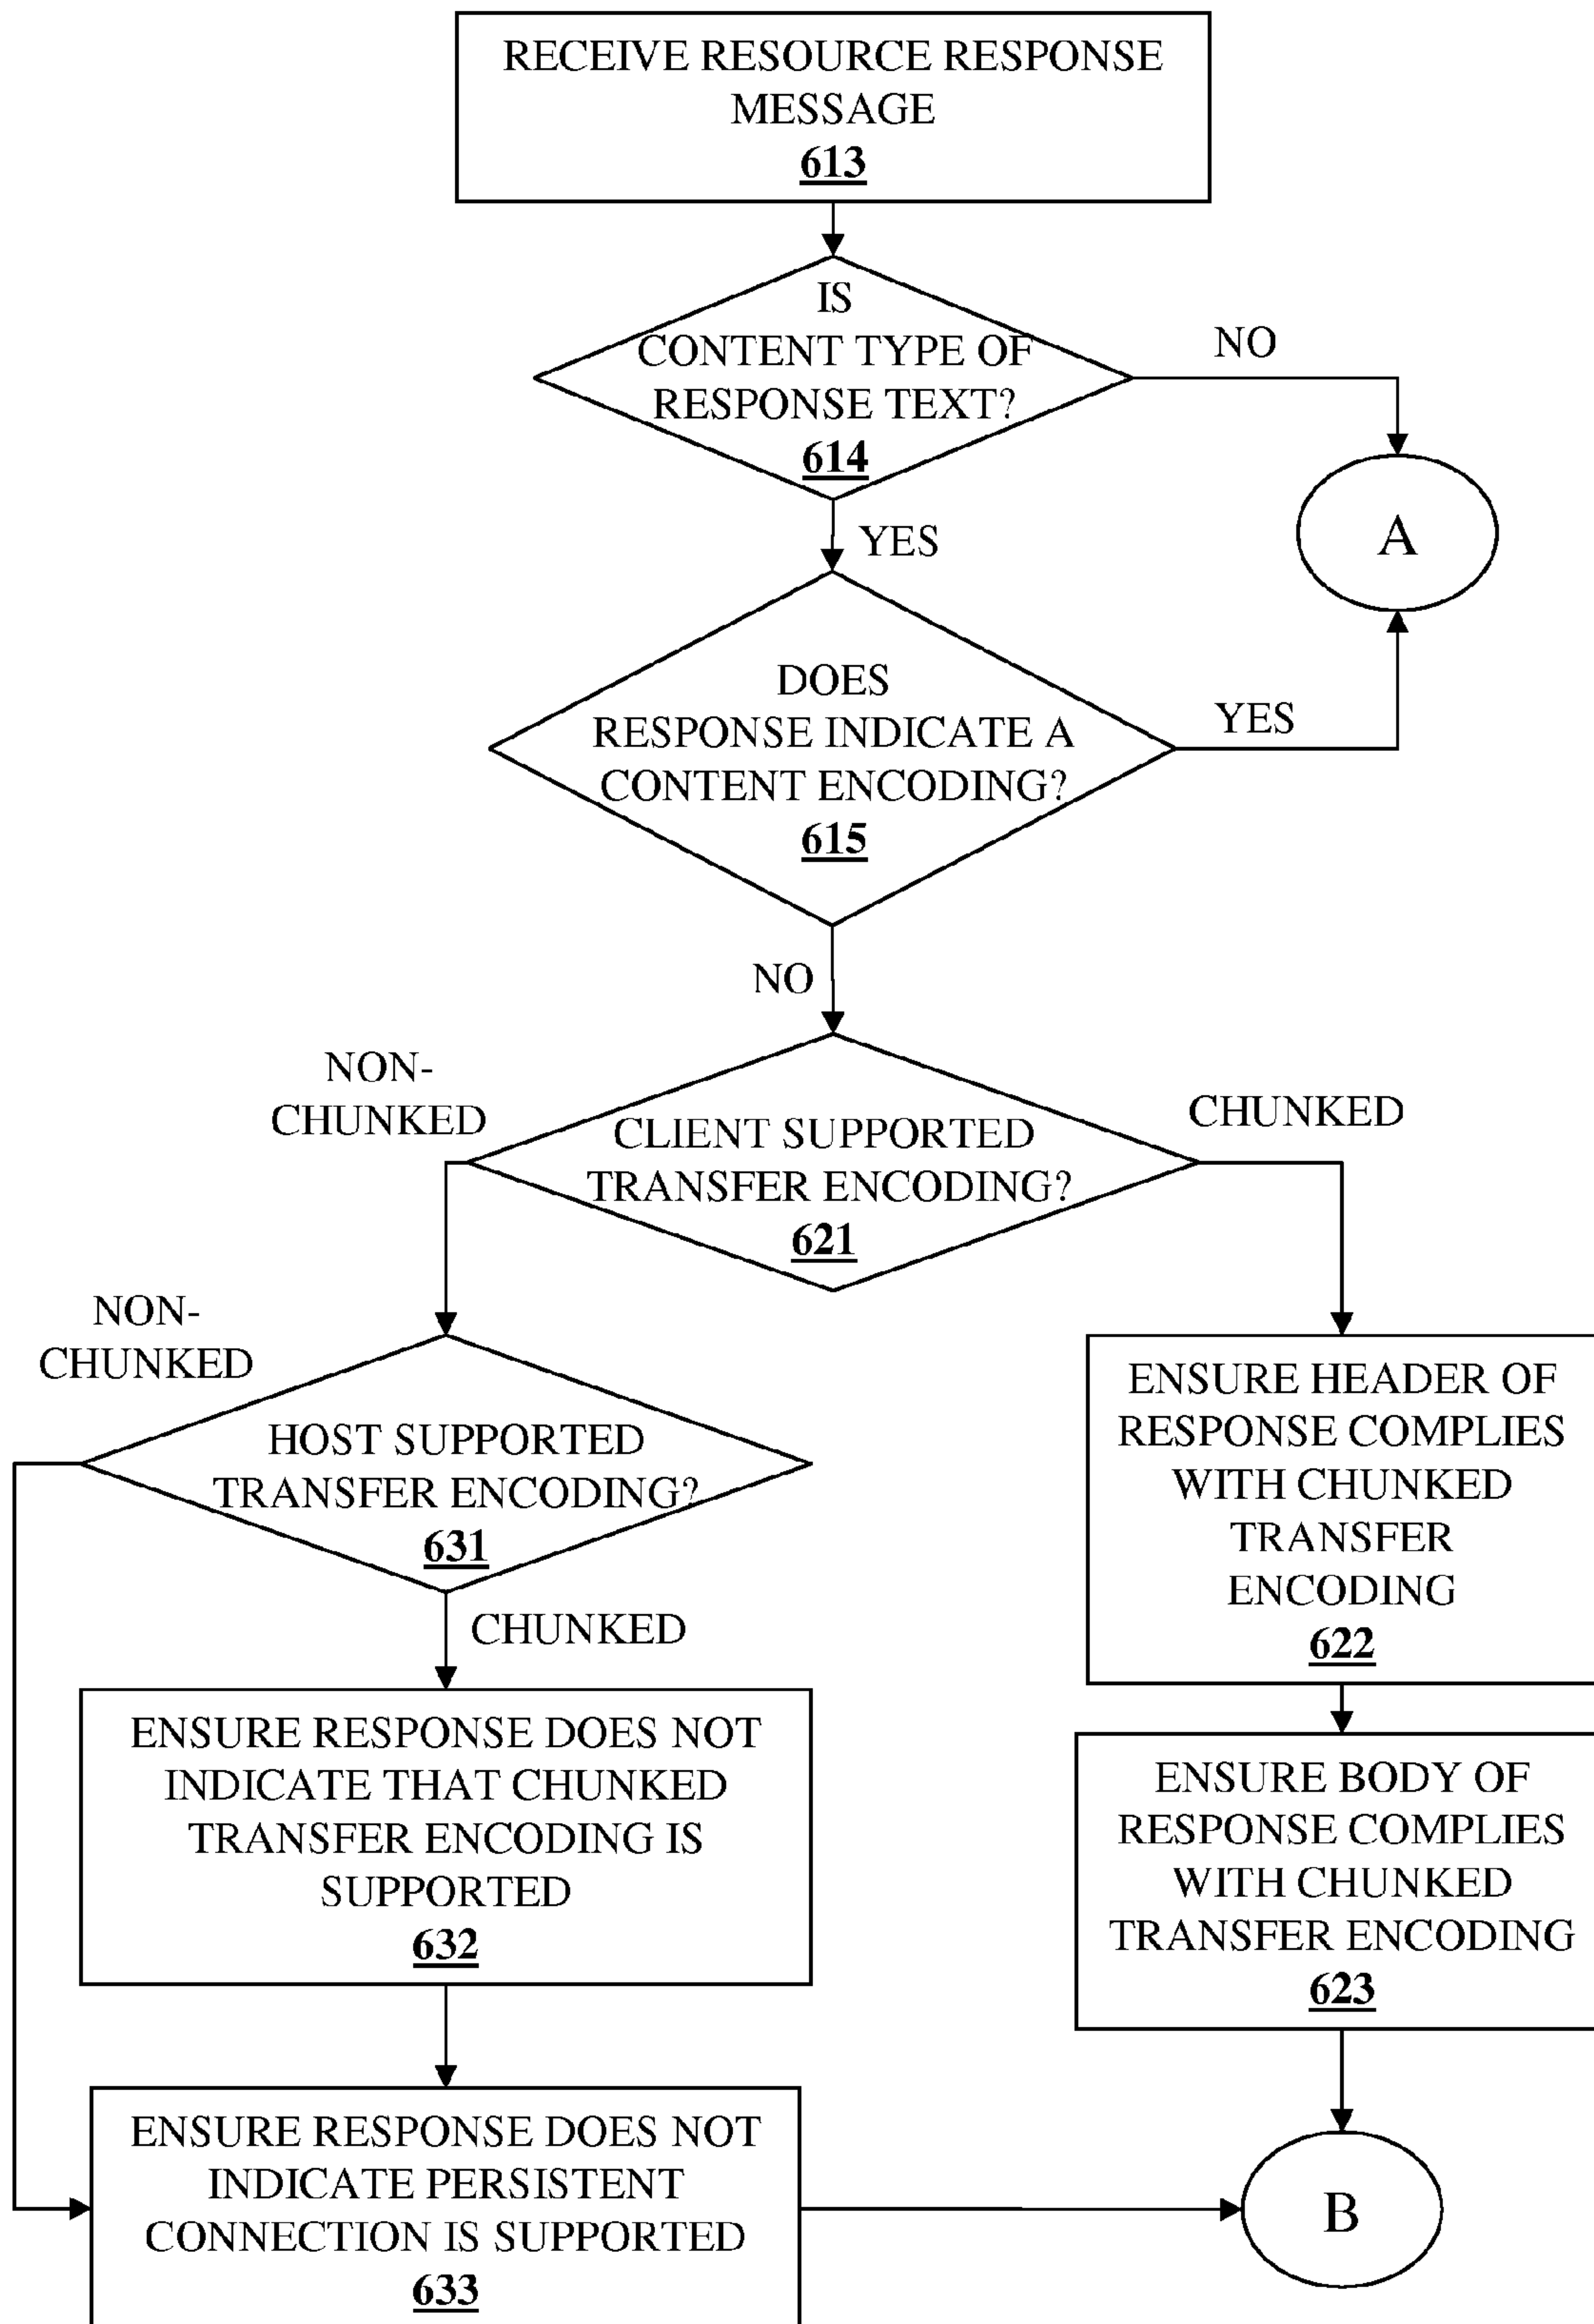 RECEIVE RESOURCE RESPONSE
MESSAGE
613
IS
CONTENT TYPE OF
RESPONSE TEXT?
614
NO
A
YES
DOES
RESPONSE INDICATE A
CONTENT ENCODING?
615
YES
NO
NON-
CHUNKED
CLIENT SUPPORTED
TRANSFER ENCODING?
621
CHUNKED
NON-
CHUNKED
HOST SUPPORTED
TRANSFER ENCODING?
631
CHUNKED
ENSURE HEADER OF
RESPONSE COMPLIES
WITH CHUNKED
TRANSFER
ENCODING
622
ENSURE RESPONSE DOES NOT
INDICATE THAT CHUNKED
TRANSFER ENCODING IS
SUPPORTED
632
ENSURE BODY OF
RESPONSE COMPLIES
WITH CHUNKED
TRANSFER ENCODING
623
ENSURE RESPONSE DOES NOT
INDICATE PERSISTENT
CONNECTION IS SUPPORTED
633
B